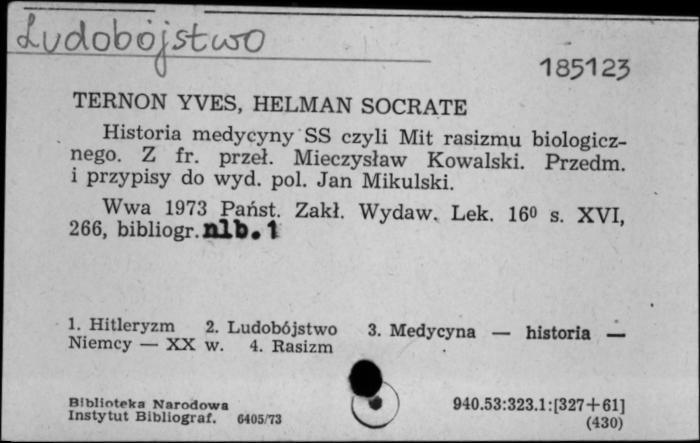 Ludobójstwo
185123
TERNON YVES, HELMAN SOCRATE
Historia medycyny SS czyli Mit rasizmu biologicz-
nego. Z fr. przeł. Mieczysław Kowalski. Przedm.
i przypisy do wyd. pol. Jan Mikulski.
Wwa 1973 Państ. Zakł. Wydaw. Lek. 16⁰ s. XVI,
266, bibliogr. nlb. 1
1. Hitleryzm 2. Ludobójstwo 3. Medycyna — historia —
Niemcy — XX w. 4. Rasizm
Biblioteka Narodowa
Instytut Bibliograf. 6405/73
940.53:323.1:[327+61]
(430)